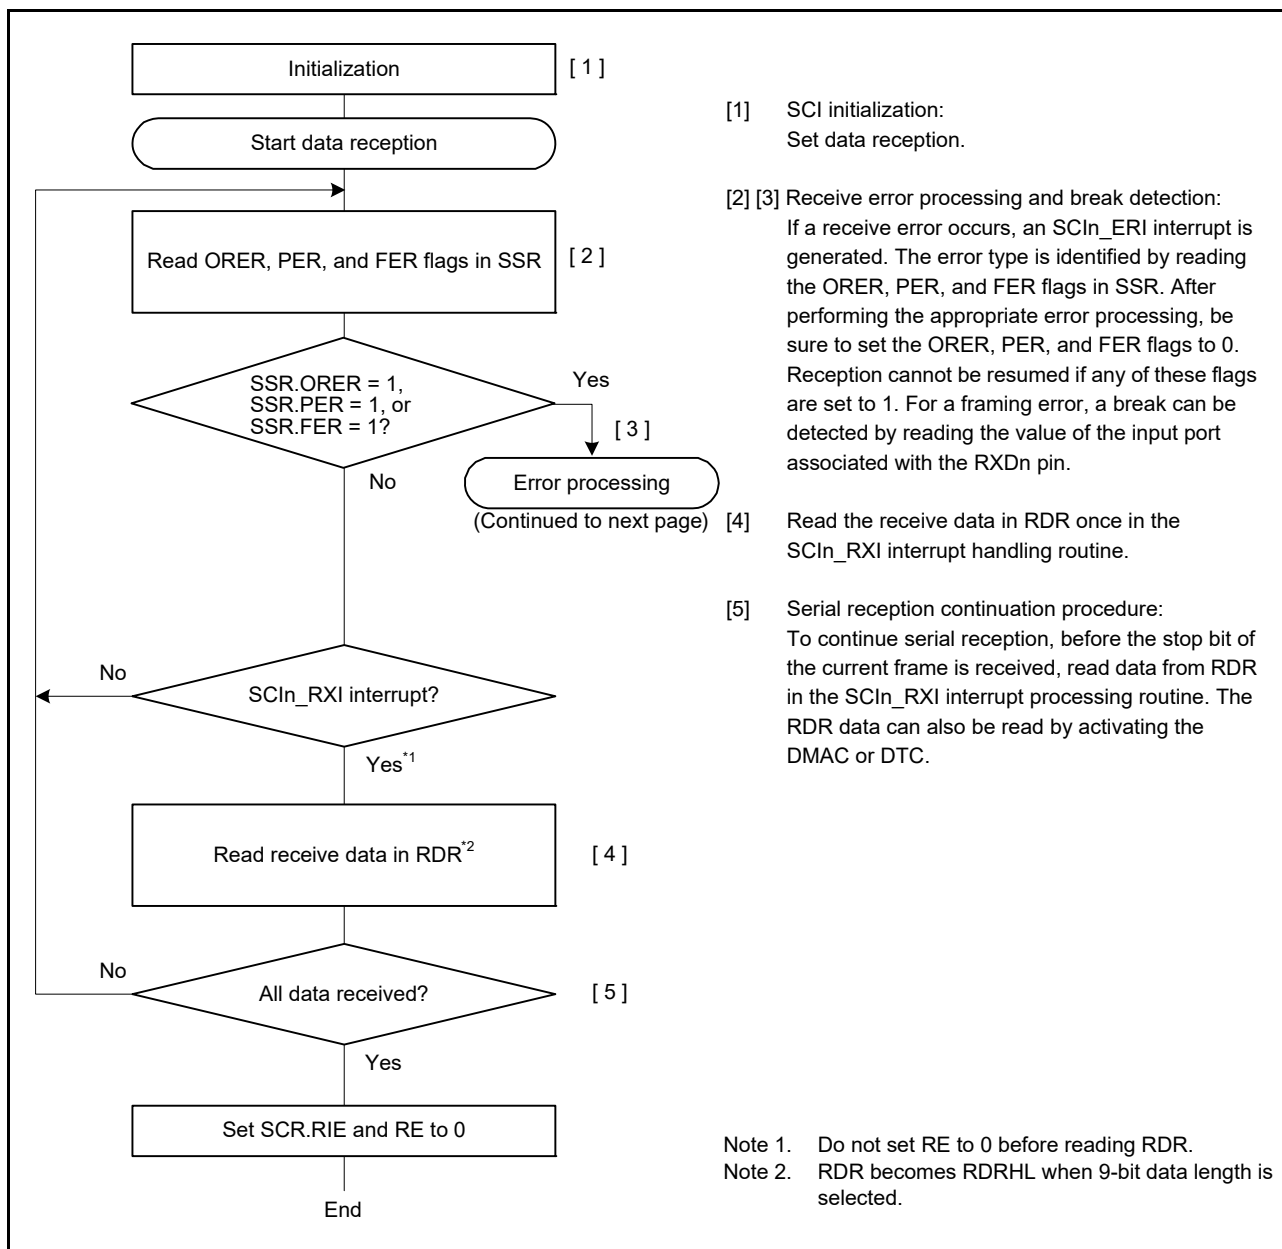 Initialization
[ 1 ]
Start data reception
Read ORER, PER, and FER flags in SSR
[ 2 ]
SSR.ORER = 1,
SSR.PER = 1, or
SSR.FER = 1?
Yes
[ 3 ]
No
Error processing
(Continued to next page)
No
SCIn_RXI interrupt?
Yes*1
Read receive data in RDR*2
[ 4 ]
No
All data received?
[ 5 ]
Yes
Set SCR.RIE and RE to 0
End
[1] SCI initialization:
Set data reception.
[2] [3] Receive error processing and break detection:
If a receive error occurs, an SCIn_ERI interrupt is
generated. The error type is identified by reading
the ORER, PER, and FER flags in SSR. After
performing the appropriate error processing, be
sure to set the ORER, PER, and FER flags to 0.
Reception cannot be resumed if any of these flags
are set to 1. For a framing error, a break can be
detected by reading the value of the input port
associated with the RXDn pin.
[4] Read the receive data in RDR once in the
SCIn_RXI interrupt handling routine.
[5] Serial reception continuation procedure:
To continue serial reception, before the stop bit of
the current frame is received, read data from RDR
in the SCIn_RXI interrupt processing routine. The
RDR data can also be read by activating the
DMAC or DTC.
Note 1. Do not set RE to 0 before reading RDR.
Note 2. RDR becomes RDRHL when 9-bit data length is
selected.